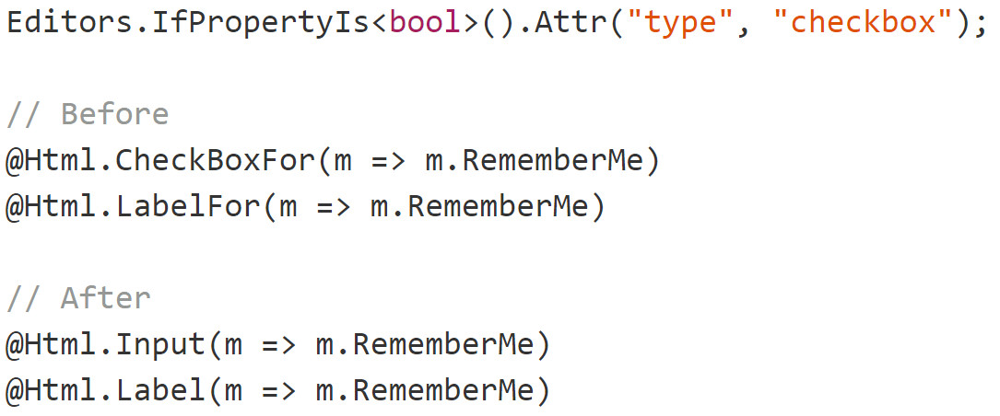 Editors.IfPropertyIs<bool>().Attr("type", "checkbox");
// Before
@Html.CheckBoxFor(m => m.RememberMe)
@Html.LabelFor(m => m.RememberMe)
// After
@Html.Input(m => m.RememberMe)
@Html.Label(m => m.RememberMe)